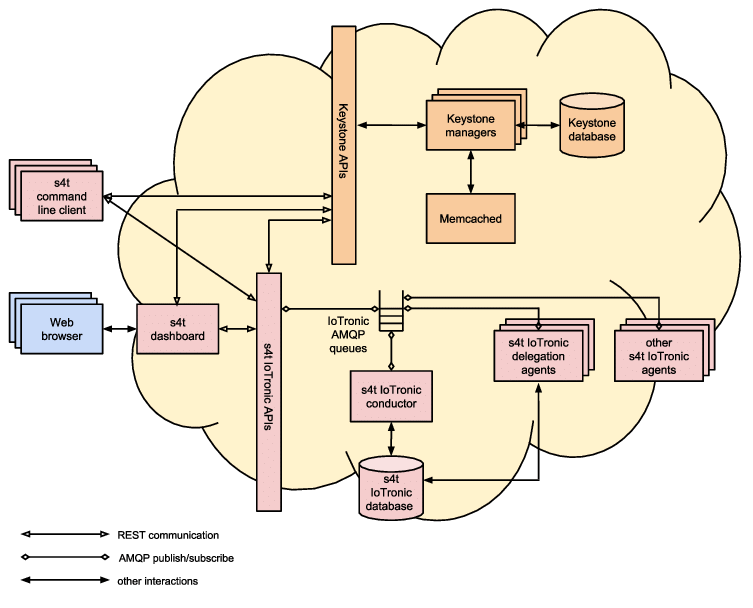 Keystone APIs
Keystone
managers
Keystone
database
Memcached
s4t
command
line client
Web
browser
s4t
dashboard
s4t IoTronic APIs
IoTronic
AMQP
queues
s4t IoTronic
delegation
agents
other
s4t IoTronic
agents
s4t IoTronic
conductor
s4t
IoTronic
database
REST communication
AMQP publish/subscribe
other interactions